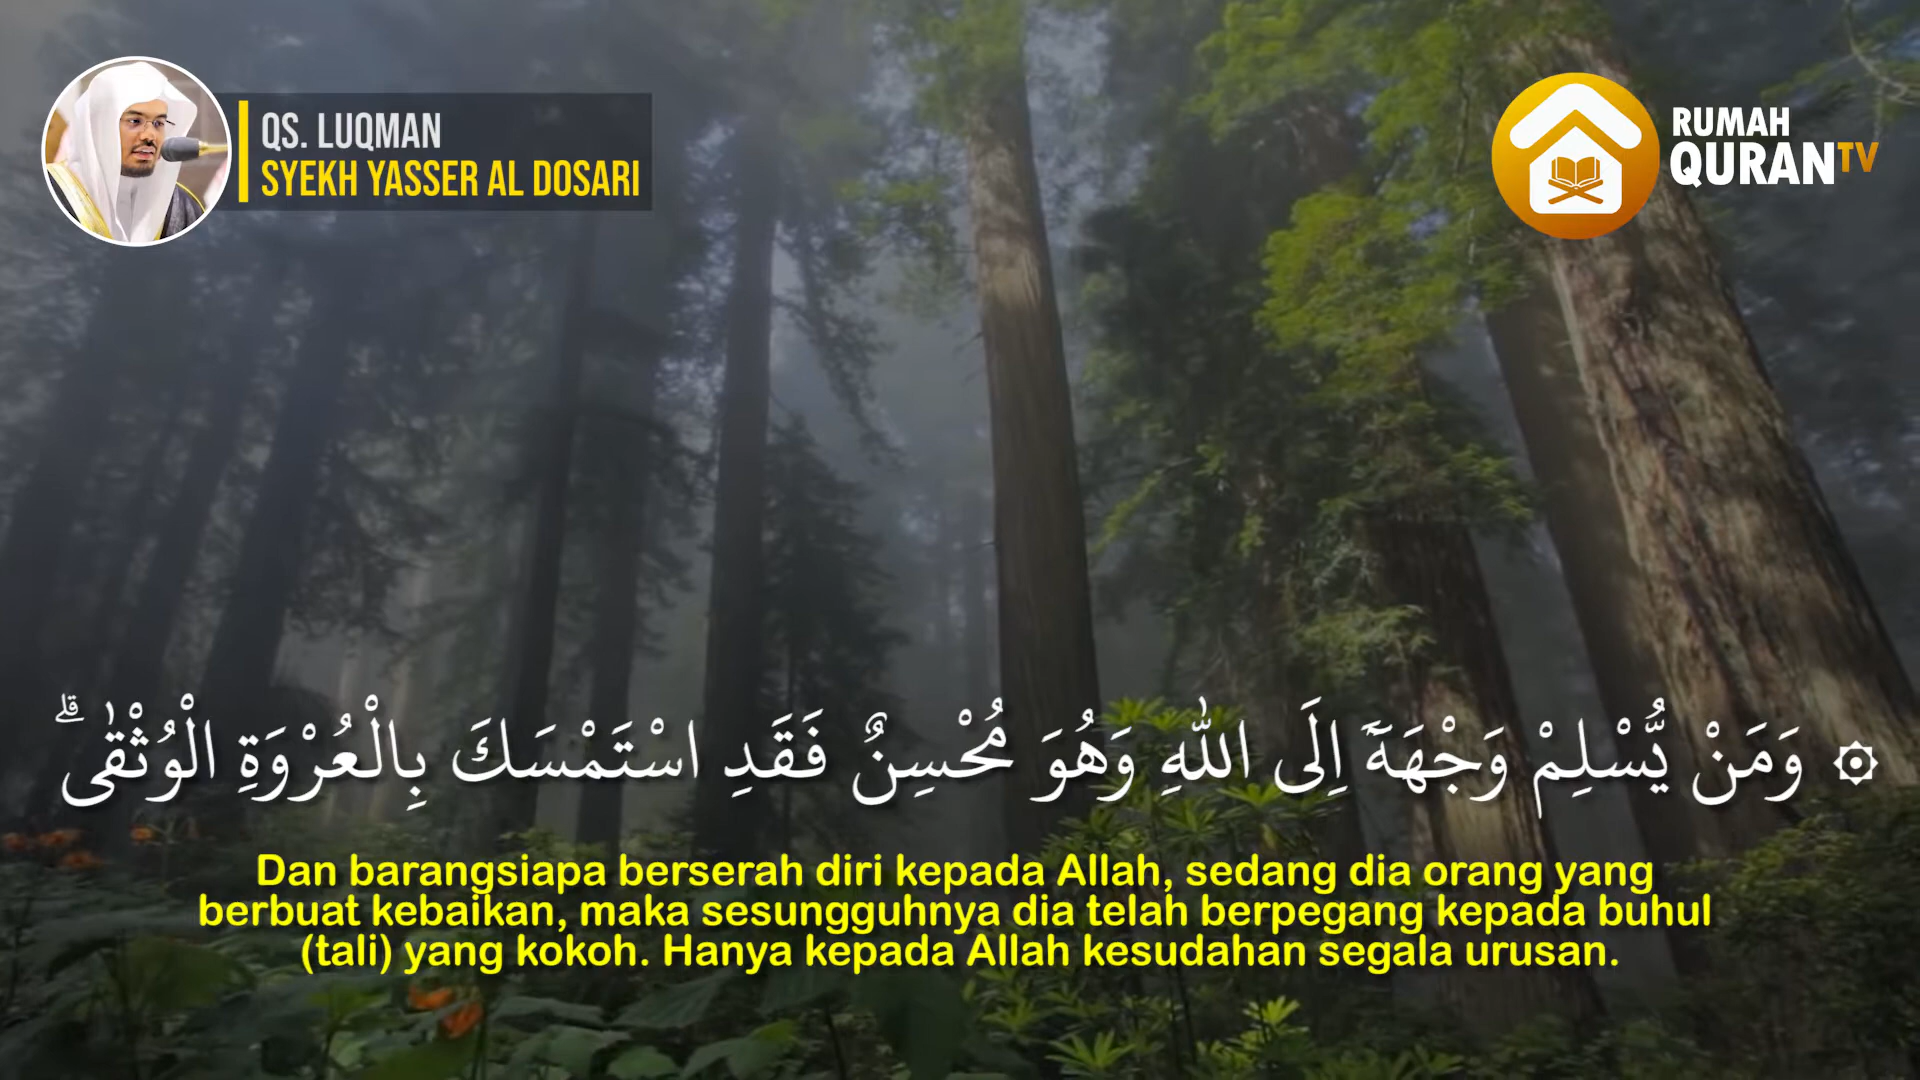 QS. LUQMAN
SYEKH YASSER AL DOSARI
RUMAH
QURANTV
۞ وَمَنْ يُّسْلِمْ وَجْهَهٗٓ اِلَى اللّٰهِ وَهُوَ مُحْسِنٌ فَقَدِ اسْتَمْسَكَ بِالْعُرْوَةِ الْوُثْقٰىۗ
Dan barangsiapa berserah diri kepada Allah, sedang dia orang yang
berbuat kebaikan, maka sesungguhnya dia telah berpegang kepada buhul
(tali) yang kokoh. Hanya kepada Allah kesudahan segala urusan.